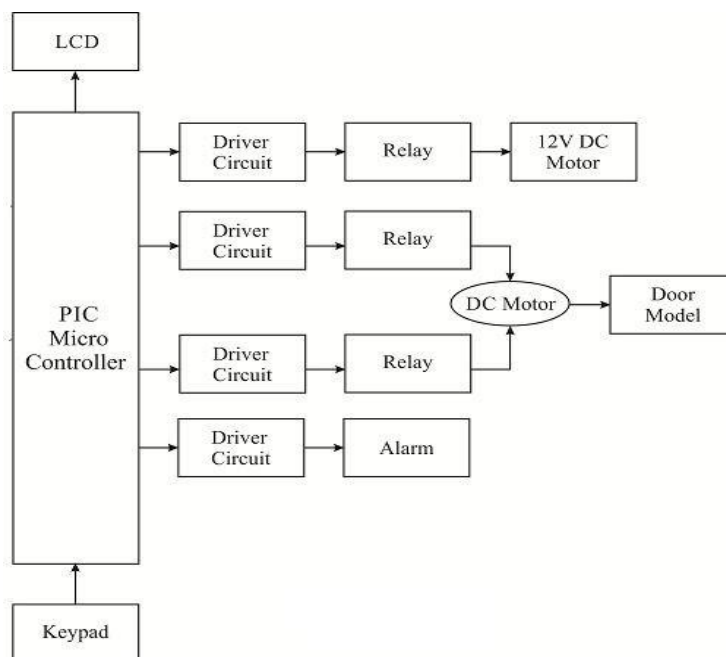 LCD
Driver
Circuit
Relay
12V DC
Motor
Driver
Circuit
Relay
PIC
Micro
Controller
DC Motor
Door
Model
Driver
Circuit
Relay
Driver
Circuit
Alarm
Keypad